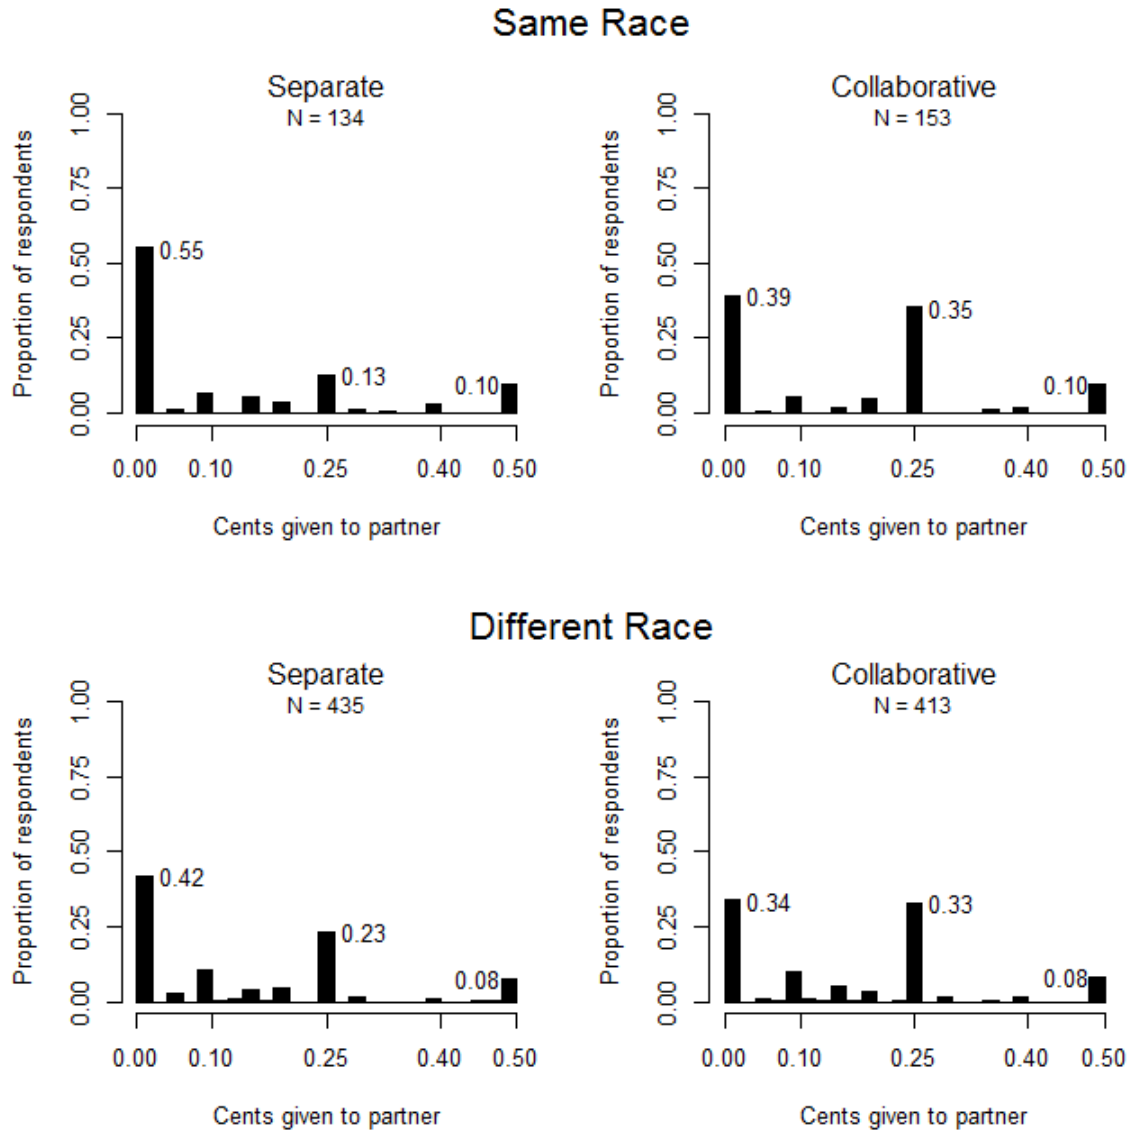 Same Race
Separate
N = 134
Proportion of respondents
1.00
0.75
0.50
0.25
0.00
0.55
0.13
0.10
0.00 0.10 0.25 0.40 0.50
Cents given to partner
Collaborative
N = 153
Proportion of respondents
1.00
0.75
0.50
0.25
0.00
0.39
0.35
0.10
0.00 0.10 0.25 0.40 0.50
Cents given to partner
Different Race
Separate
N = 435
Proportion of respondents
1.00
0.75
0.50
0.25
0.00
0.42
0.23
0.08
0.00 0.10 0.25 0.40 0.50
Cents given to partner
Collaborative
N = 413
Proportion of respondents
1.00
0.75
0.50
0.25
0.00
0.34
0.33
0.08
0.00 0.10 0.25 0.40 0.50
Cents given to partner